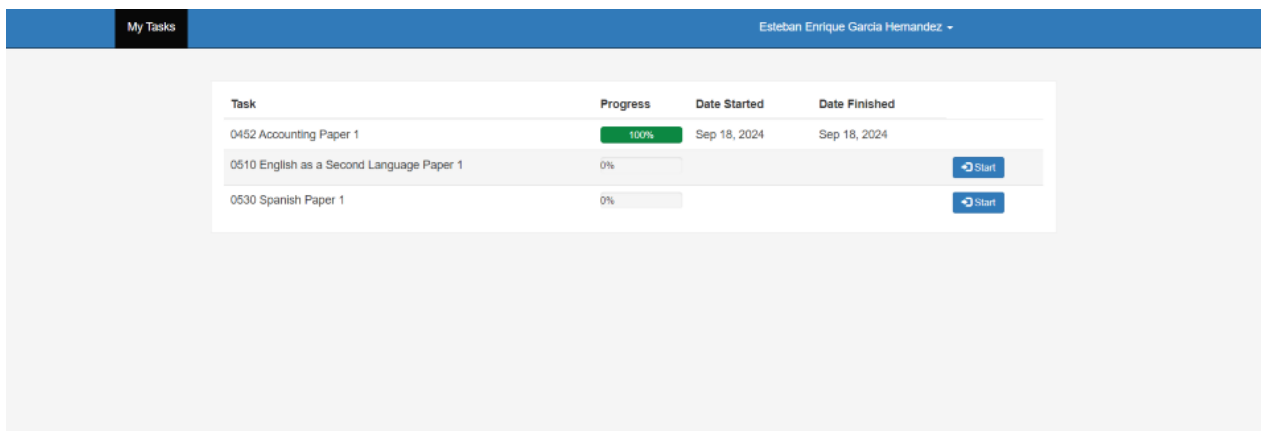 My Tasks Esteban Enrique Garcia Hernandez
Task Progress Date Started Date Finished
0452 Accounting Paper 1 100% Sep 18, 2024 Sep 18, 2024
0510 English as a Second Language Paper 1 0% Start
0530 Spanish Paper 1 0% Start